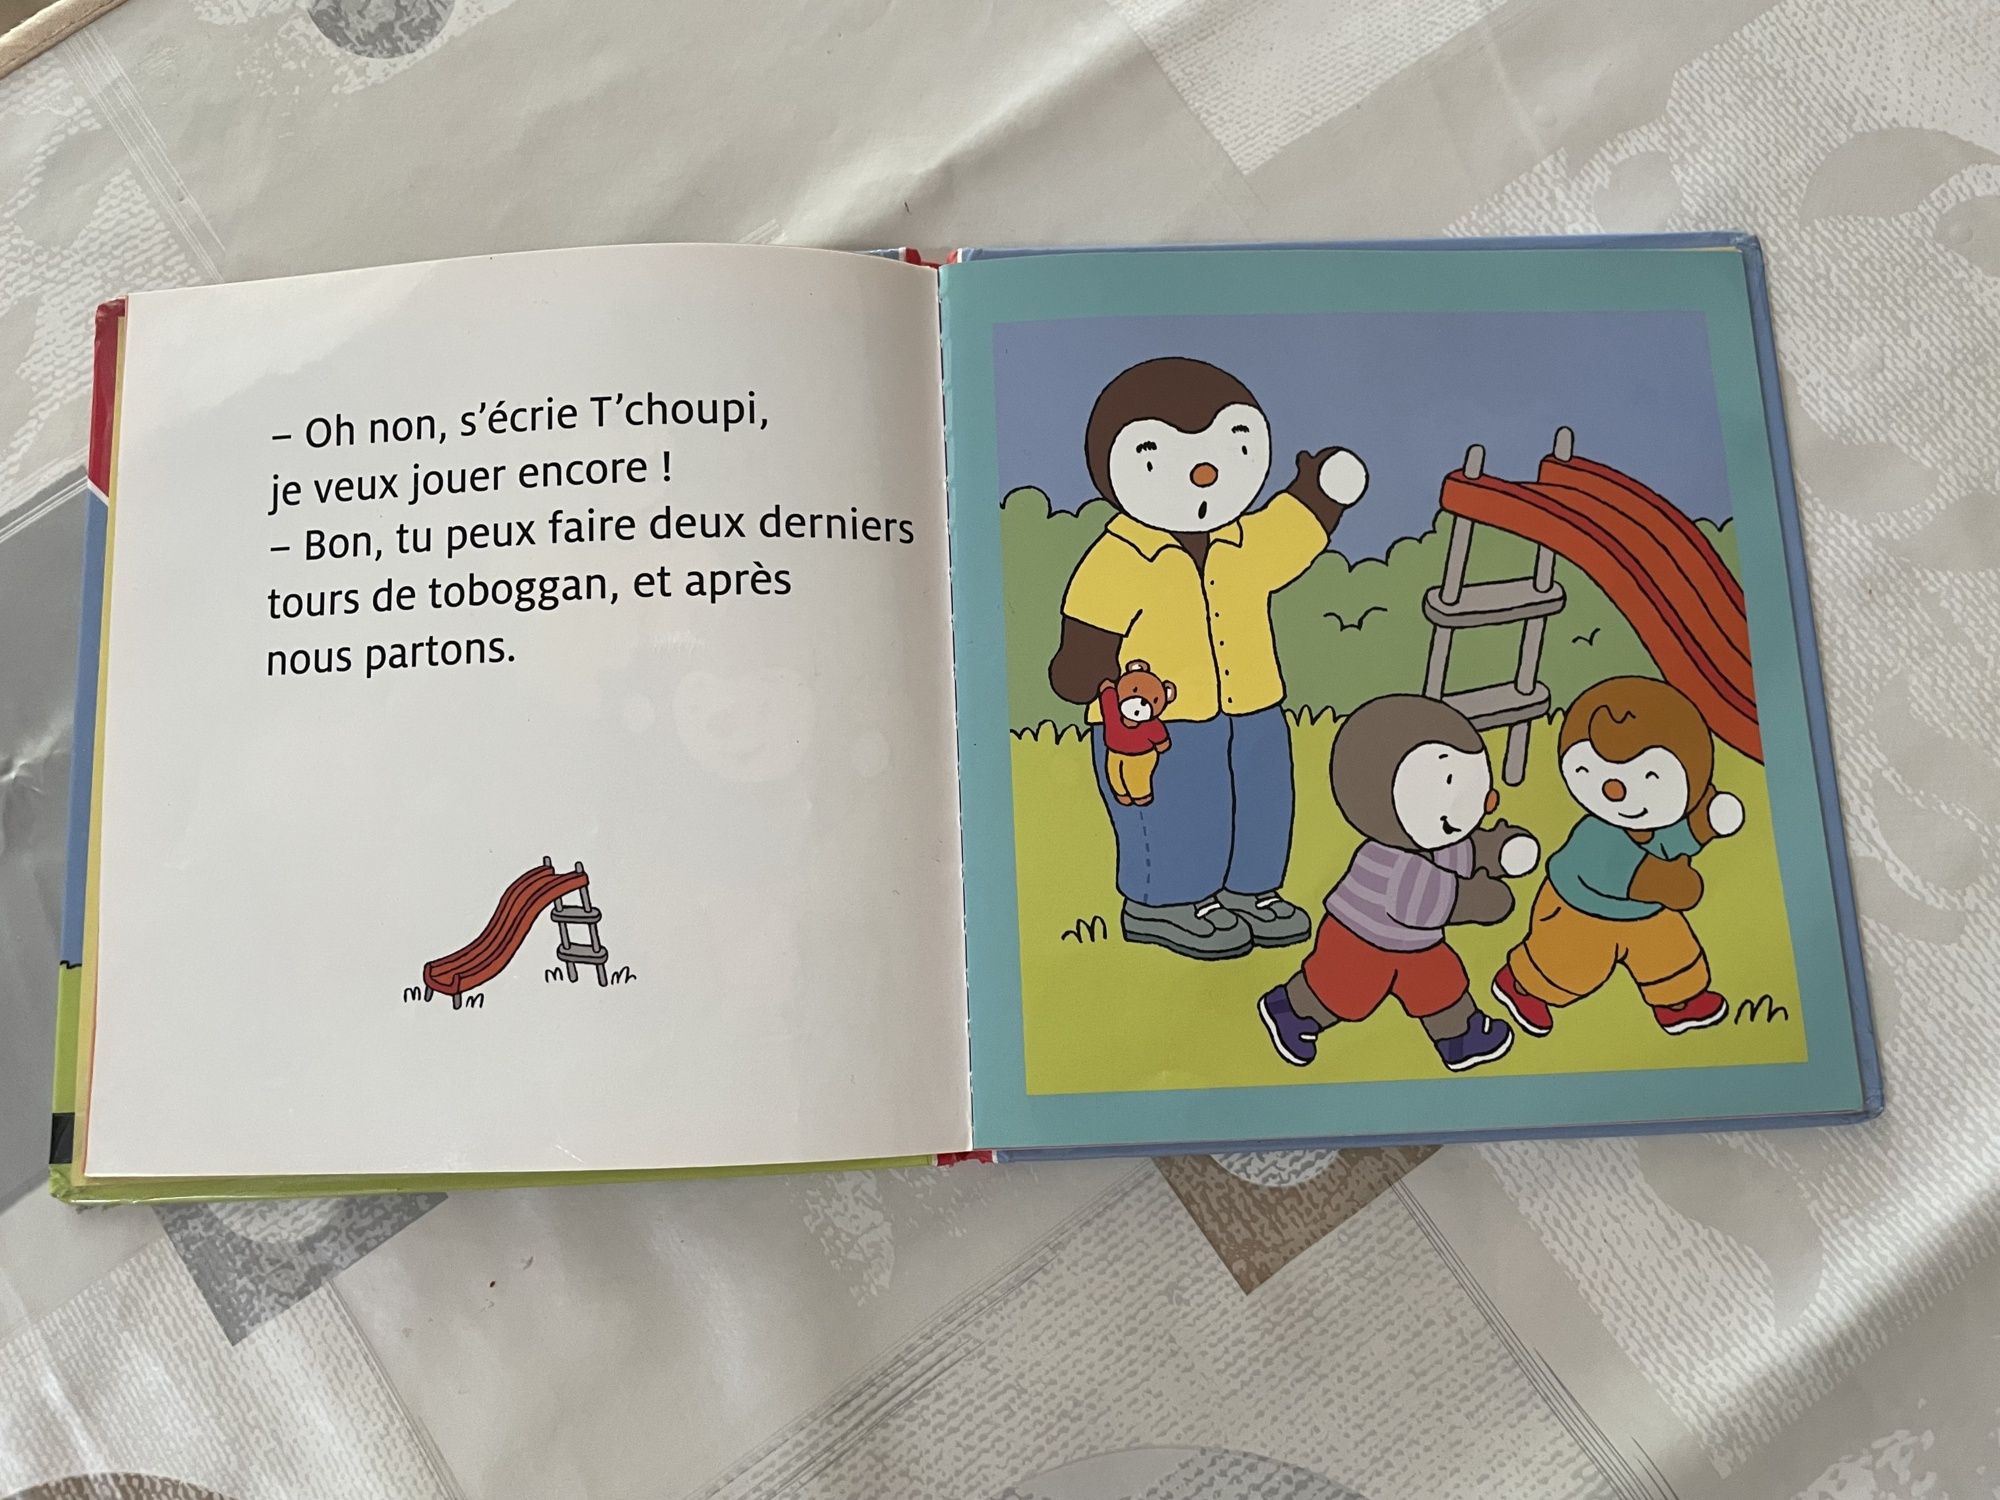 – Oh non, s’écrie T’choupi,
je veux jouer encore !
– Bon, tu peux faire deux derniers
tours de toboggan, et après
nous partons.